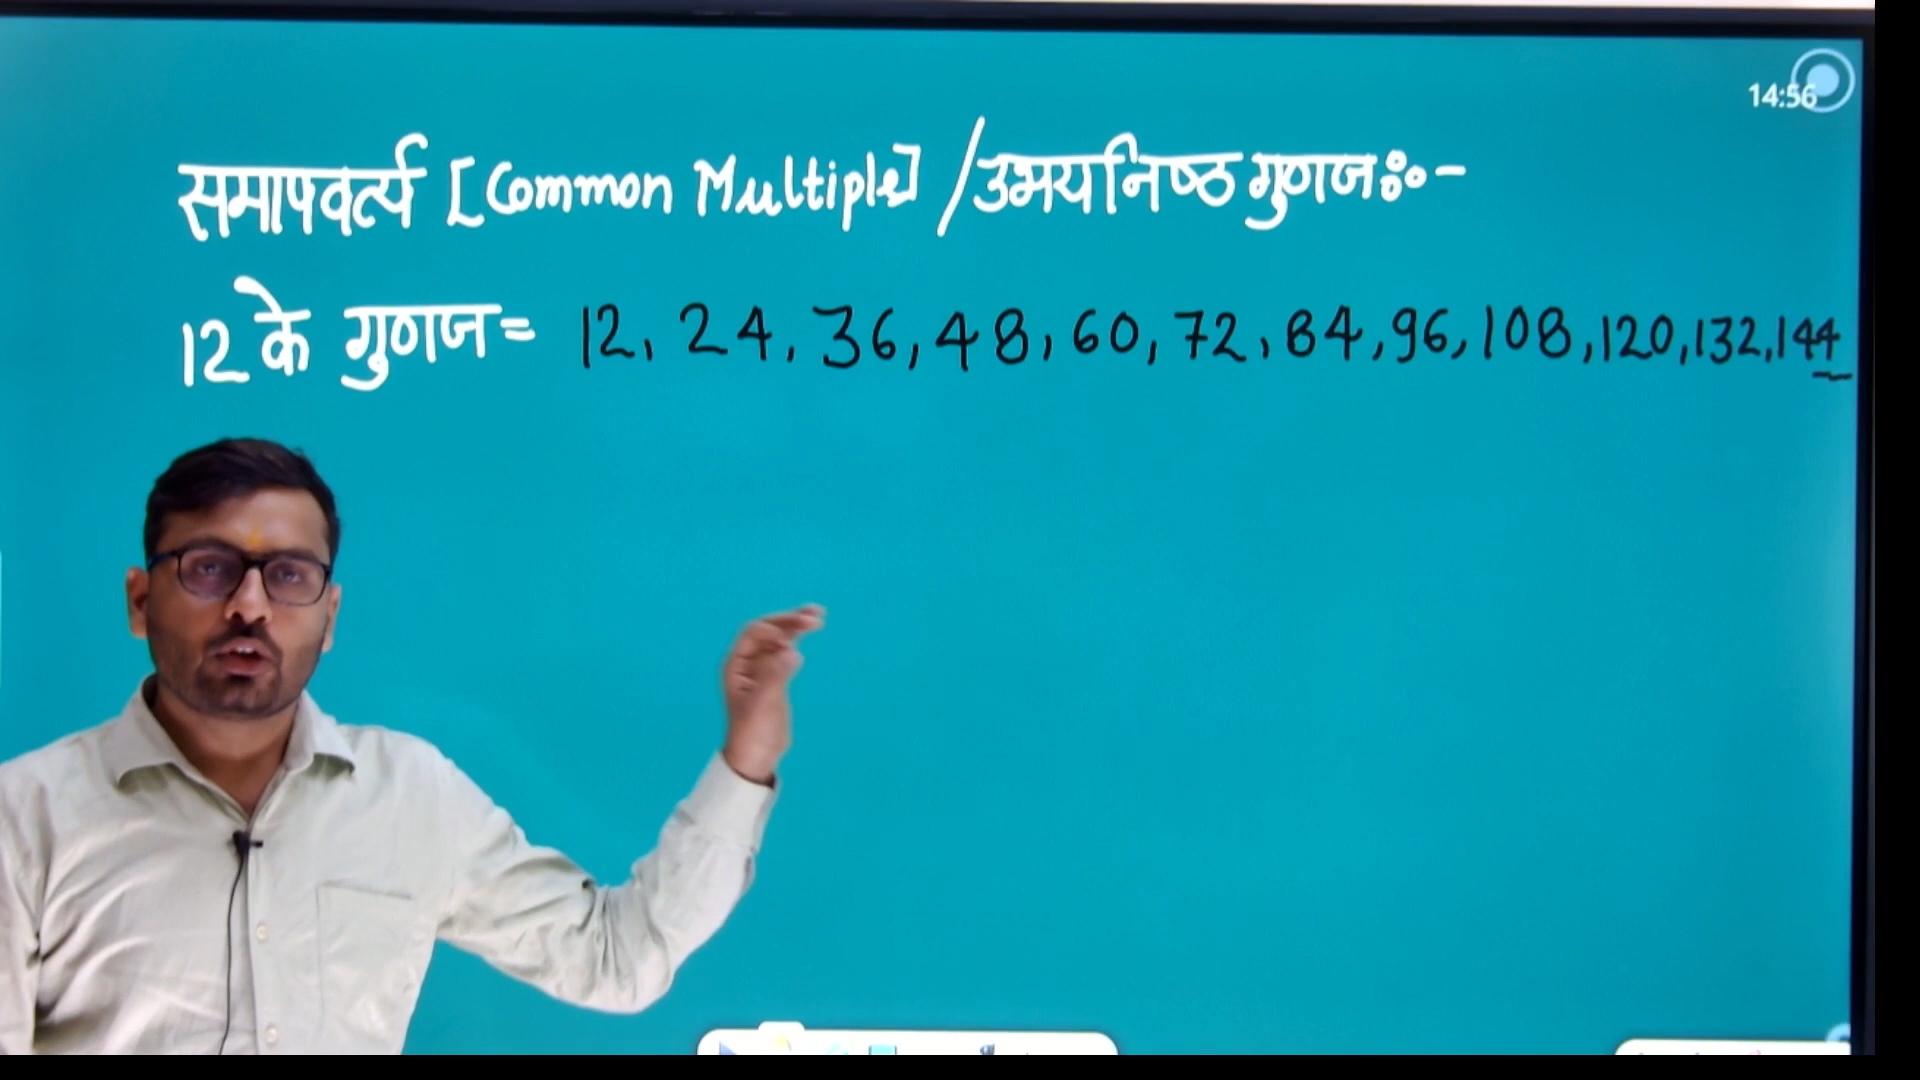 14:56
समापवर्त्य [Common Multiple] / उभयनिष्ठ गुणज ः-
12 के गुणज = 12, 24, 36, 48, 60, 72, 84, 96, 108, 120, 132, 144